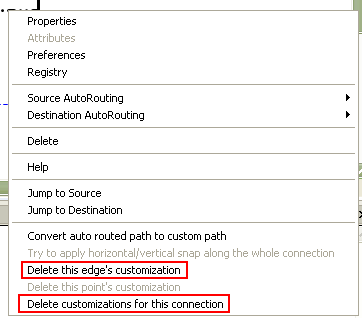 Properties
Attributes
Preferences
Registry
Source AutoRouting
Destination AutoRouting
Delete
Help
Jump to Source
Jump to Destination
Convert auto routed path to custom path
Try to apply horizontal/vertical snap along the whole connection
Delete this edge's customization
Delete this point's customization
Delete customizations for this connection